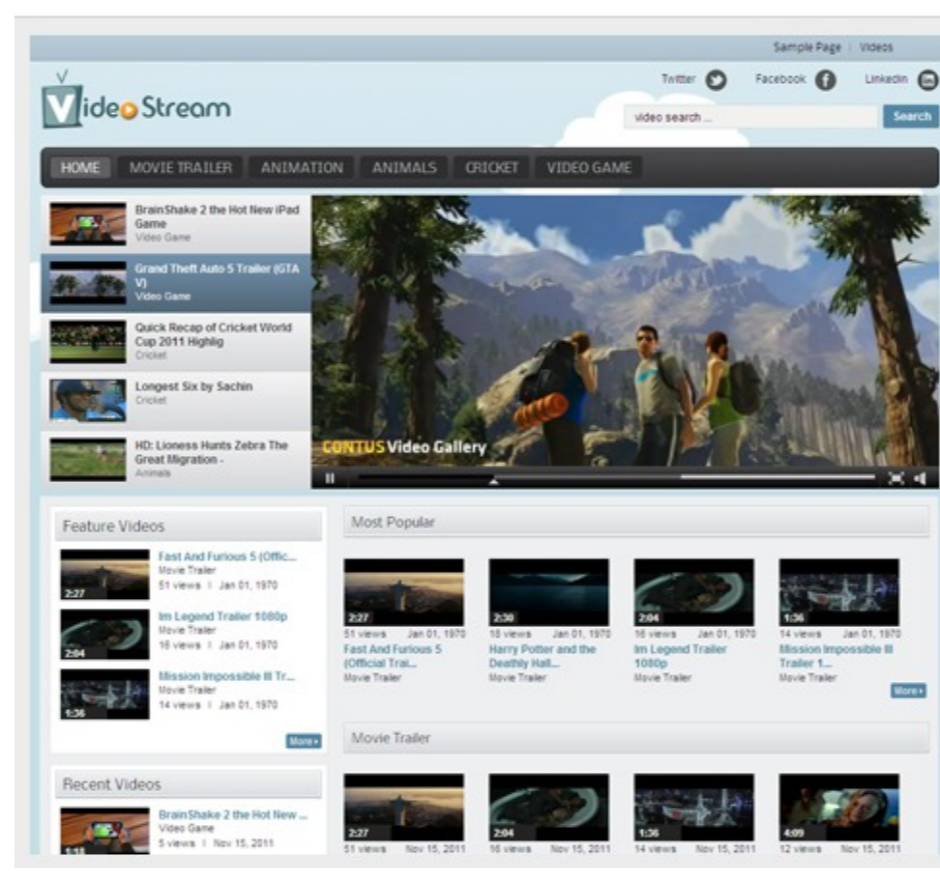 Sample Page | Videos
VideoStream
Twitter Facebook Linkedin
video search ... Search
HOME MOVIE TRAILER ANIMATION ANIMALS CRICKET VIDEO GAME
BrainShake 2 the Hot New iPad
Game
Video Game
Grand Theft Auto 5 Trailer (GTA
V)
Video Game
Quick Recap of Cricket World
Cup 2011 Highlig
Cricket
Longest Six by Sachin
Cricket
HD: Lioness Hunts Zebra The
Great Migration -
Animals
CONTUS Video Gallery
Feature Videos
Fast And Furious 5 (Offic...
Movie Trailer
51 views | Jan 01, 1970
2:27
Im Legend Trailer 1080p
Movie Trailer
16 views | Jan 01, 1970
2:04
Mission Impossible III Tr...
Movie Trailer
14 views | Jan 01, 1970
1:36
More
Recent Videos
BrainShake 2 the Hot New ...
Video Game
5 views | Nov 15, 2011
1:18
Most Popular
2:27 2:30 2:04 1:36
51 views Jan 01, 1970 18 views Jan 01, 1970 16 views Jan 01, 1970 14 views Jan 01, 1970
Fast And Furious 5 Harry Potter and the Im Legend Trailer Mission Impossible III
(Official Trai... Deathly Hall... 1080p Trailer 1...
Movie Trailer Movie Trailer Movie Trailer Movie Trailer
More
Movie Trailer
2:27 2:04 1:36 4:09
51 views Nov 15, 2011 16 views Nov 15, 2011 14 views Nov 15, 2011 12 views Nov 15, 2011